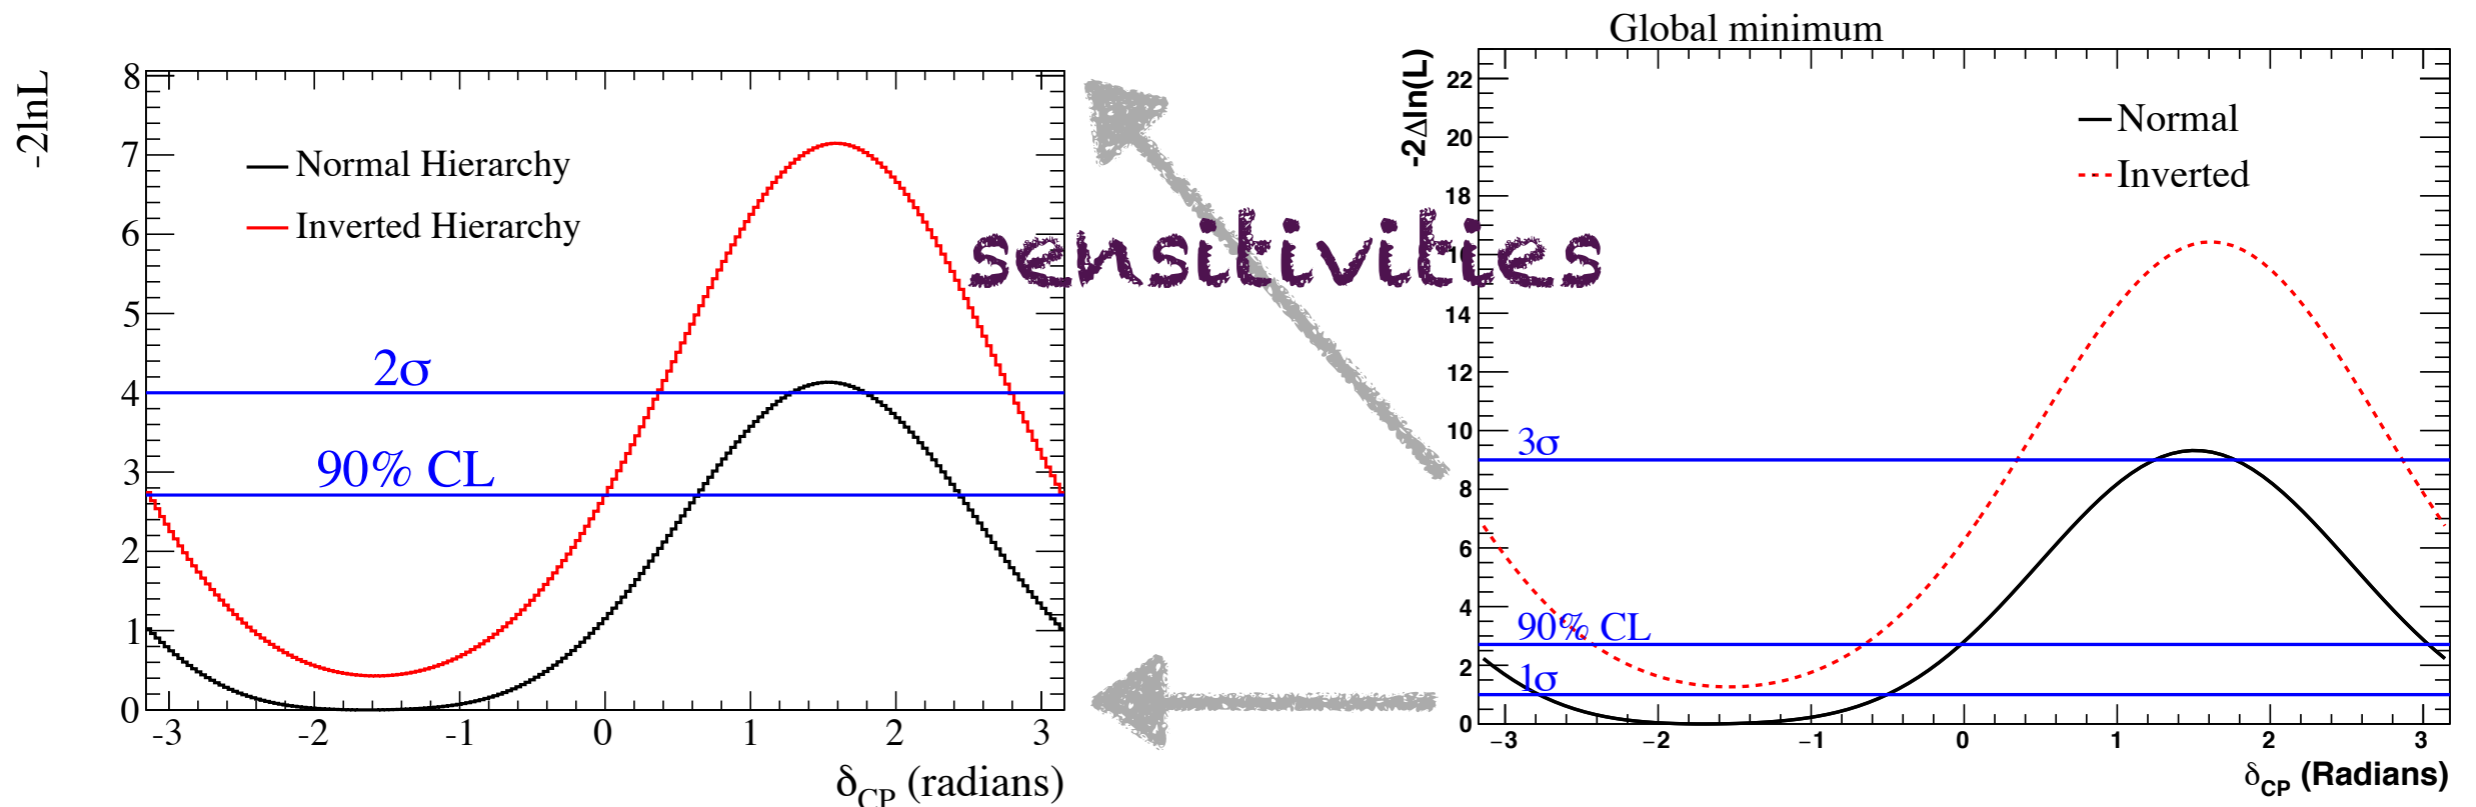 -2lnL
8
7
6
5
4
3
2
1
0
Normal Hierarchy
Inverted Hierarchy
2σ
90% CL
-3 -2 -1 0 1 2 3
δCP (radians)
sensitivities
Global minimum
-2Δln(L)
22
20
18
16
14
12
10
8
6
4
2
0
Normal
Inverted
3σ
90% CL
1σ
−3 −2 −1 0 1 2 3
δCP (Radians)